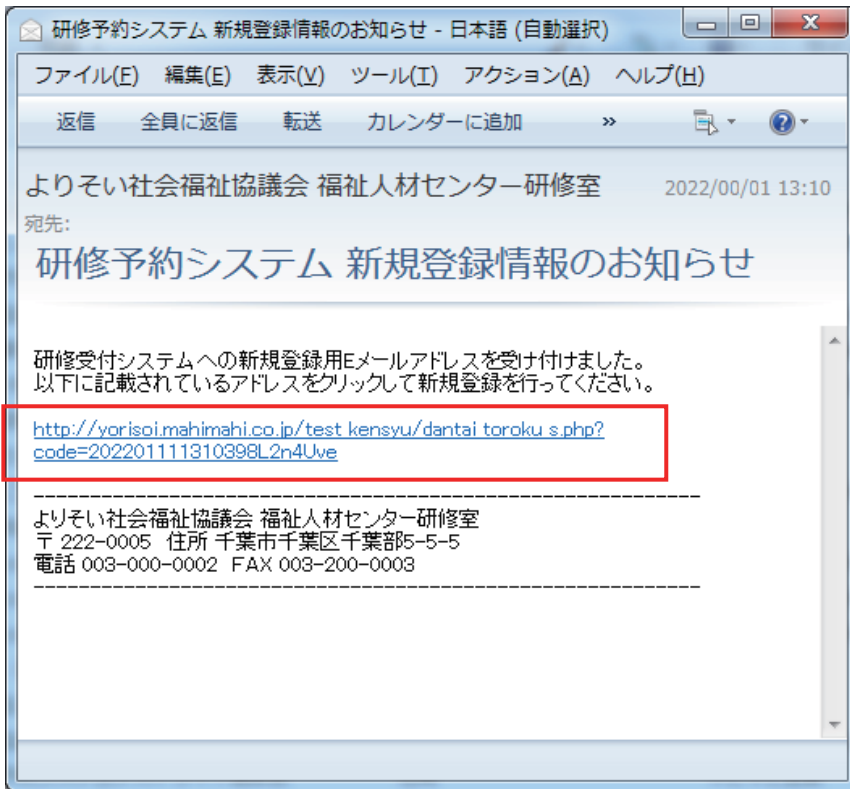 研修予約システム 新規登録情報のお知らせ - 日本語 (自動選択)
ファイル(F) 編集(E) 表示(V) ツール(T) アクション(A) ヘルプ(H)
返信 全員に返信 転送 カレンダーに追加 »
よりそい社会福祉協議会 福祉人材センター研修室 2022/00/01 13:10
宛先:
研修予約システム 新規登録情報のお知らせ
研修受付システムへの新規登録用Eメールアドレスを受け付けました。
以下に記載されているアドレスをクリックして新規登録を行ってください。
http://yorisoi.mahimahi.co.jp/test_kensyu/dantai_toroku_s.php?
code=202201111310398L2n4Uve
------------------------------------------------------------
よりそい社会福祉協議会 福祉人材センター研修室
〒 222-0005 住所 千葉市千葉区千葉部5-5-5
電話 003-000-0002 FAX 003-200-0003
------------------------------------------------------------